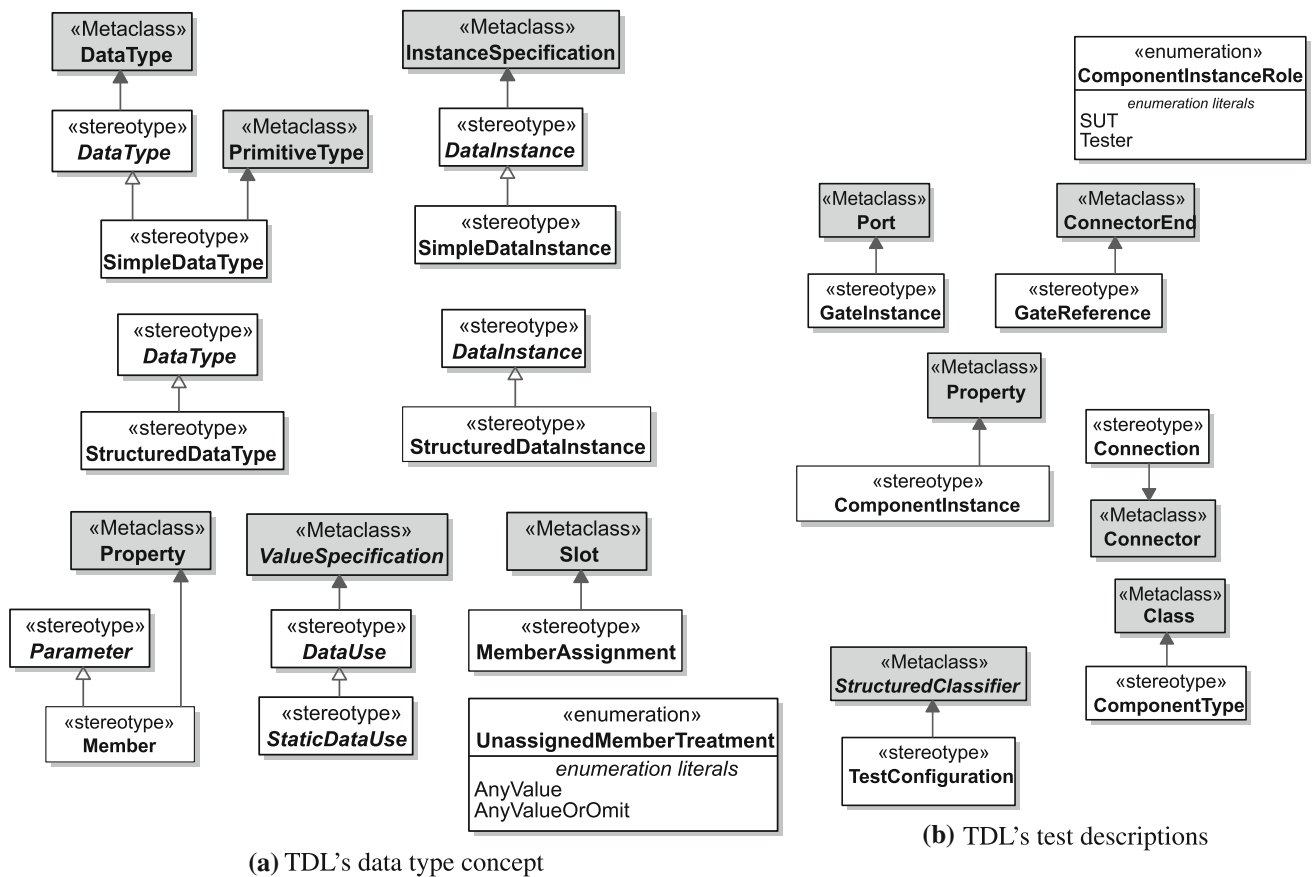 «Metaclass»
DataType
«stereotype»
DataType
«Metaclass»
PrimitiveType
«stereotype»
SimpleDataType
«Metaclass»
InstanceSpecification
«stereotype»
DataInstance
«stereotype»
SimpleDataInstance
«stereotype»
DataType
«stereotype»
StructuredDataType
«stereotype»
DataInstance
«stereotype»
StructuredDataInstance
«Metaclass»
Property
«stereotype»
Parameter
«stereotype»
Member
«Metaclass»
ValueSpecification
«stereotype»
DataUse
«stereotype»
StaticDataUse
«Metaclass»
Slot
«stereotype»
MemberAssignment
«enumeration»
UnassignedMemberTreatment
enumeration literals
AnyValue
AnyValueOrOmit
(a) TDL's data type concept
«enumeration»
ComponentInstanceRole
enumeration literals
SUT
Tester
«Metaclass»
Port
«stereotype»
GateInstance
«Metaclass»
ConnectorEnd
«stereotype»
GateReference
«Metaclass»
Property
«stereotype»
ComponentInstance
«stereotype»
Connection
«Metaclass»
Connector
«Metaclass»
Class
«stereotype»
ComponentType
«Metaclass»
StructuredClassifier
«stereotype»
TestConfiguration
(b) TDL's test descriptions